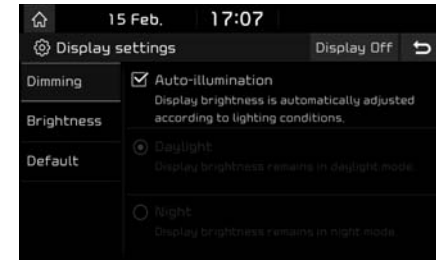 15 Feb. 17:07
Display settings Display Off
Dimming
Auto-illumination
Display brightness is automatically adjusted
according to lighting conditions.
Brightness
Daylight
Display brightness remains in daylight mode.
Default
Night
Display brightness remains in night mode.